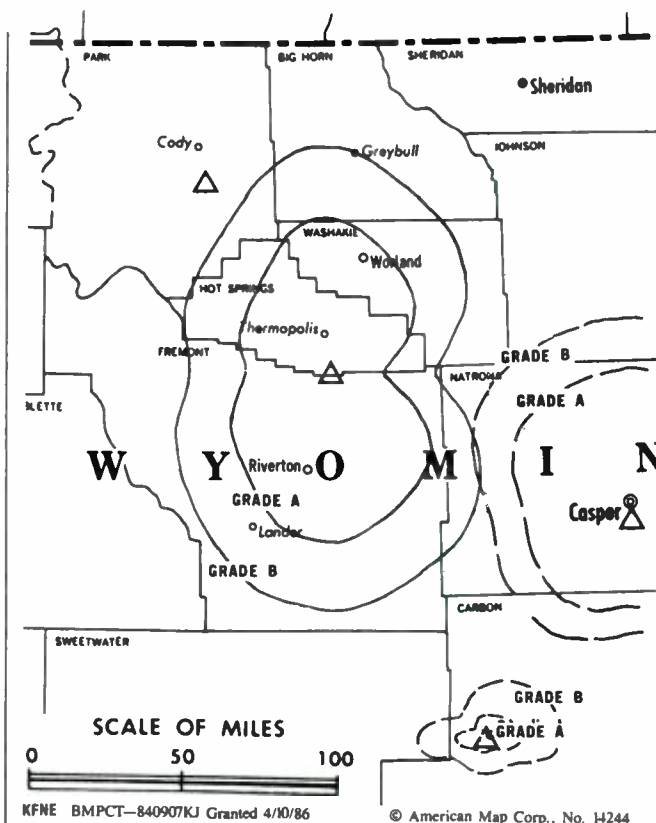 PARK
BIG HORN
SHERIDAN
Sheridan
Cody
Greybull
JOHNSON
WASHAKIE
Worland
HOT SPRINGS
Thermopolis
FREMONT
GRADE B
NATRONA
GRADE A
BLETTE
W Y O M I N
Riverton
GRADE A
Casper
Lander
GRADE B
CARBON
SWEETWATER
GRADE B
GRADE A
SCALE OF MILES
0 50 100
KFNE BMPCT—840907KJ Granted 4/10/86
© American Map Corp., No. 14244